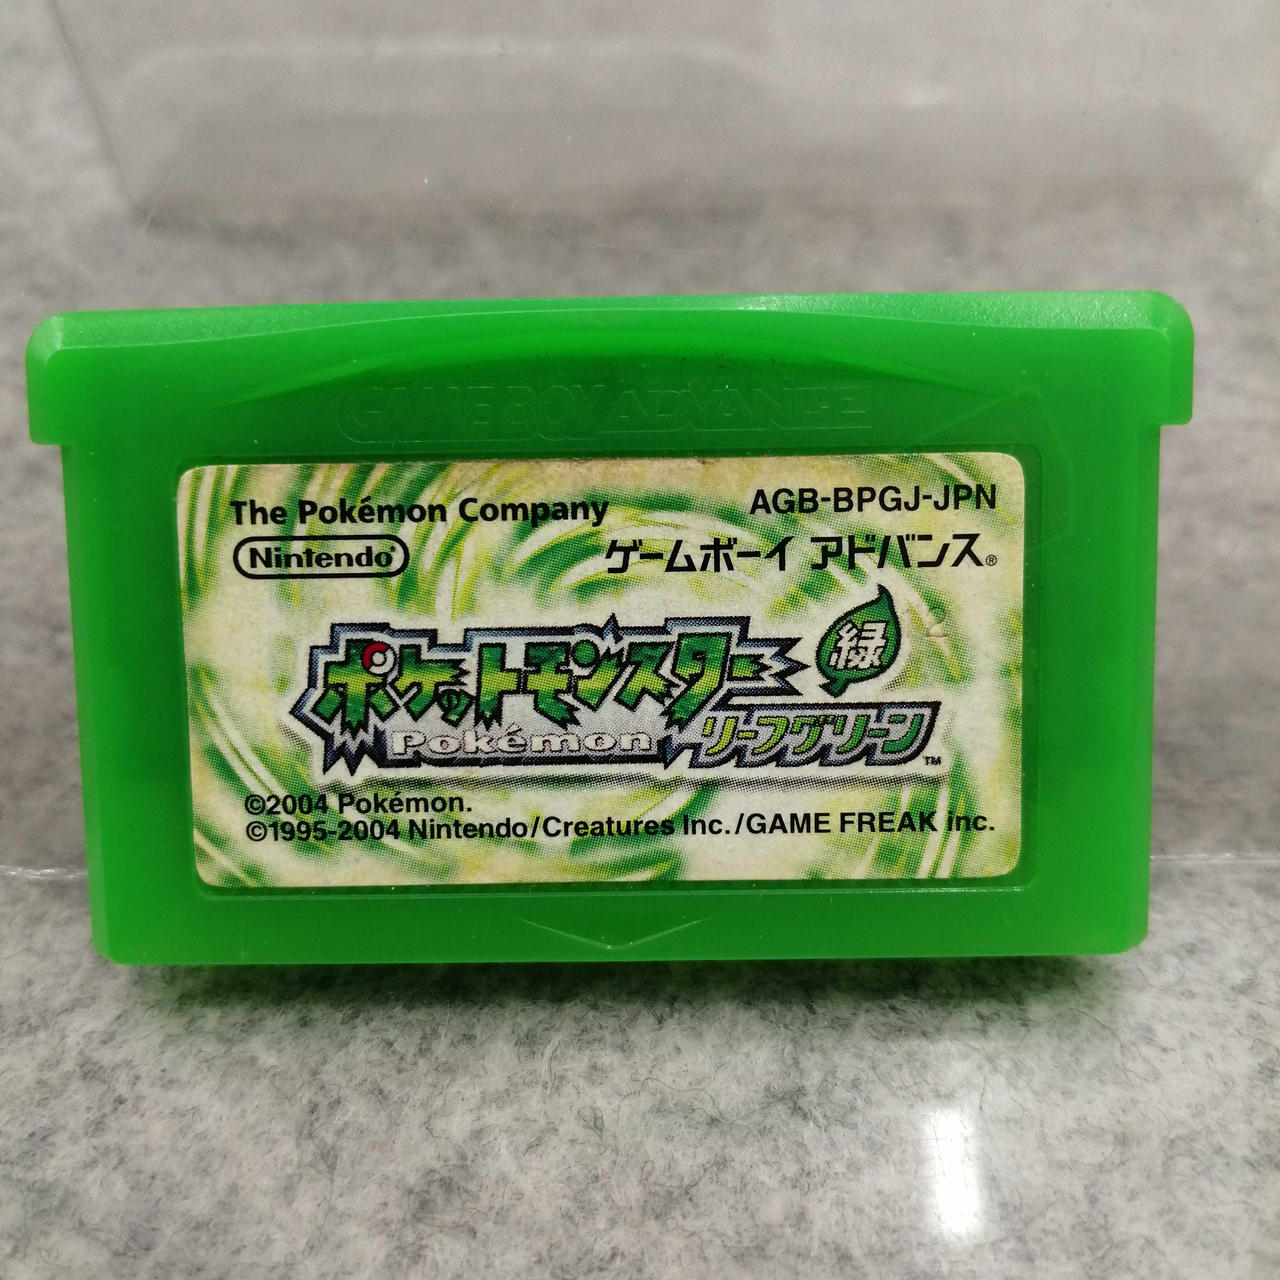 GAME BOY ADVANCE
The Pokémon Company
AGB-BPGJ-JPN
Nintendo
ゲームボーイ アドバンス®
ポケットモンスター
緑
Pokémon
リーフグリーン™
©2004 Pokémon.
©1995-2004 Nintendo/Creatures Inc./GAME FREAK inc.